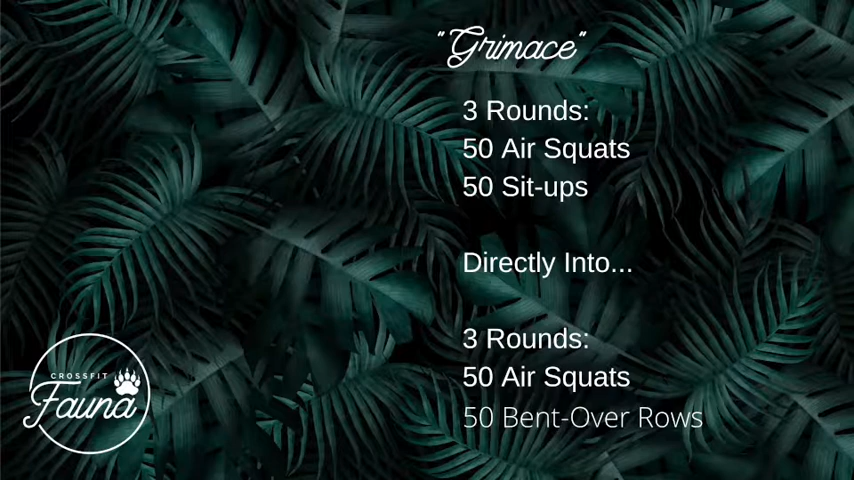 "Grimace"
3 Rounds:
50 Air Squats
50 Sit-ups
Directly Into...
3 Rounds:
50 Air Squats
50 Bent-Over Rows
CROSSFIT
Fauna